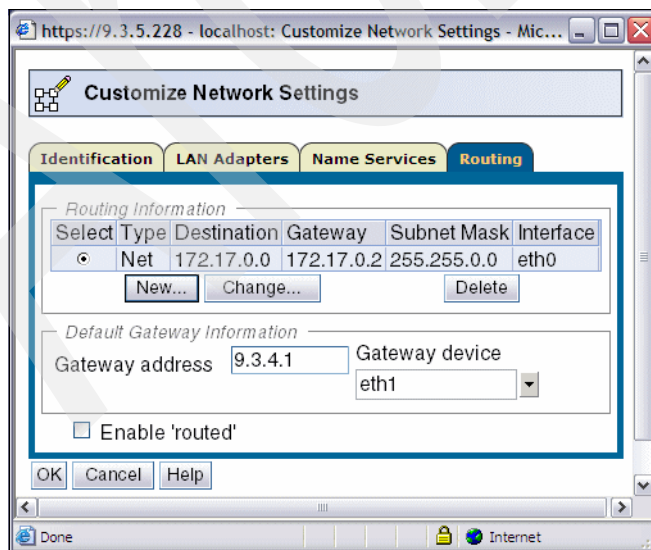 https://9.3.5.228 - localhost: Customize Network Settings - Mic...
Customize Network Settings
Identification LAN Adapters Name Services Routing
Routing Information
Select Type Destination Gateway Subnet Mask Interface
Net 172.17.0.0 172.17.0.2 255.255.0.0 eth0
New... Change... Delete
Default Gateway Information
Gateway address 9.3.4.1 Gateway device
eth1
Enable 'routed'
OK Cancel Help
Done Internet